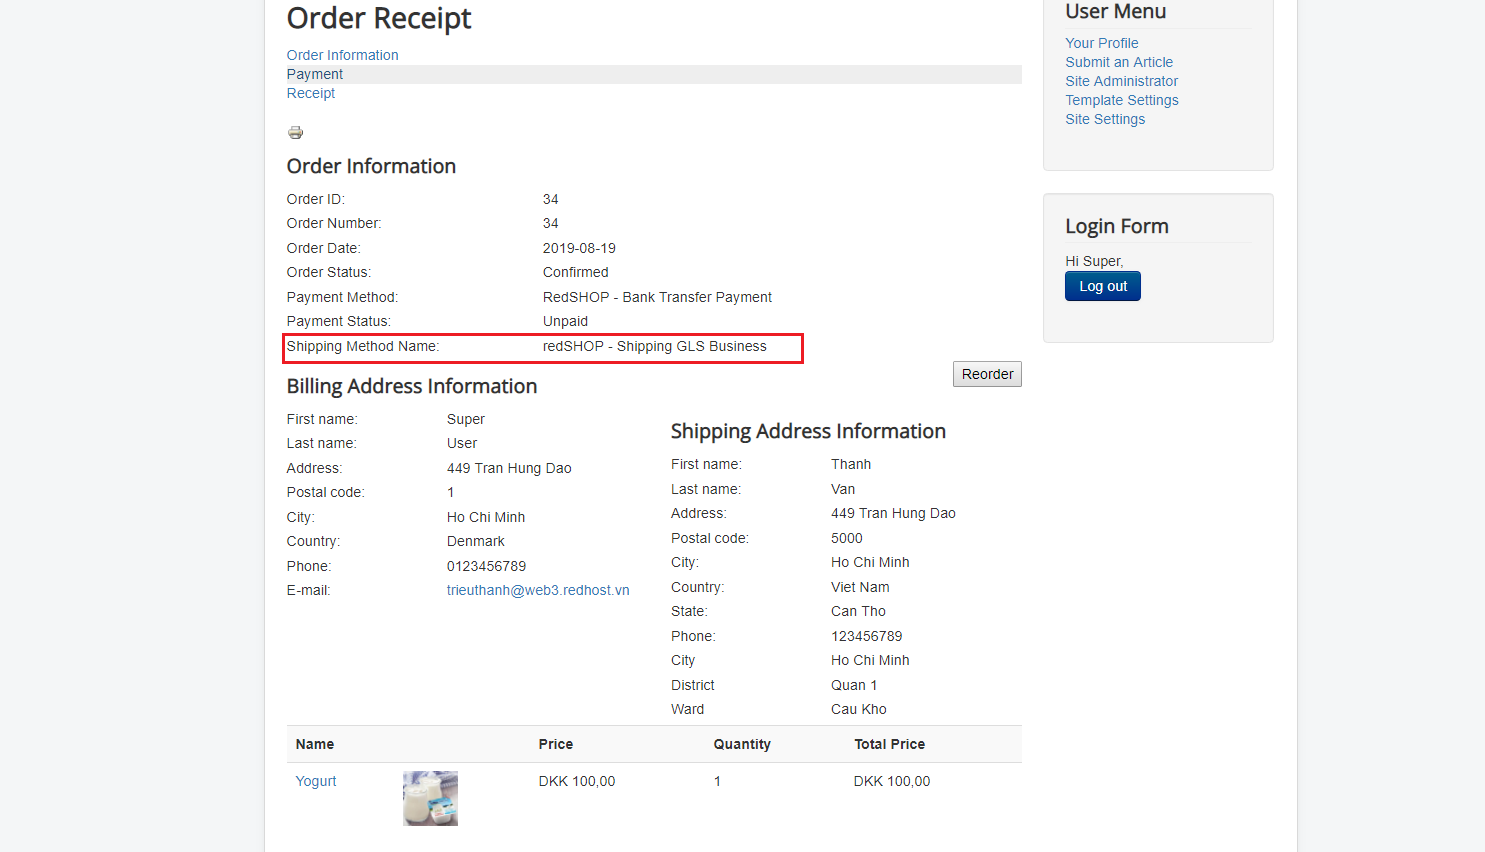 Order Receipt
Order Information
Payment
Receipt
Order Information
Order ID: 34
Order Number: 34
Order Date: 2019-08-19
Order Status: Confirmed
Payment Method: RedSHOP - Bank Transfer Payment
Payment Status: Unpaid
Shipping Method Name: redSHOP - Shipping GLS Business
Reorder
Billing Address Information
First name: Super
Last name: User
Address: 449 Tran Hung Dao
Postal code: 1
City: Ho Chi Minh
Country: Denmark
Phone: 0123456789
E-mail: trieuthanh@web3.redhost.vn
Shipping Address Information
First name: Thanh
Last name: Van
Address: 449 Tran Hung Dao
Postal code: 5000
City: Ho Chi Minh
Country: Viet Nam
State: Can Tho
Phone: 123456789
City Ho Chi Minh
District Quan 1
Ward Cau Kho
Name Price Quantity Total Price
Yogurt DKK 100,00 1 DKK 100,00
User Menu
Your Profile
Submit an Article
Site Administrator
Template Settings
Site Settings
Login Form
Hi Super,
Log out